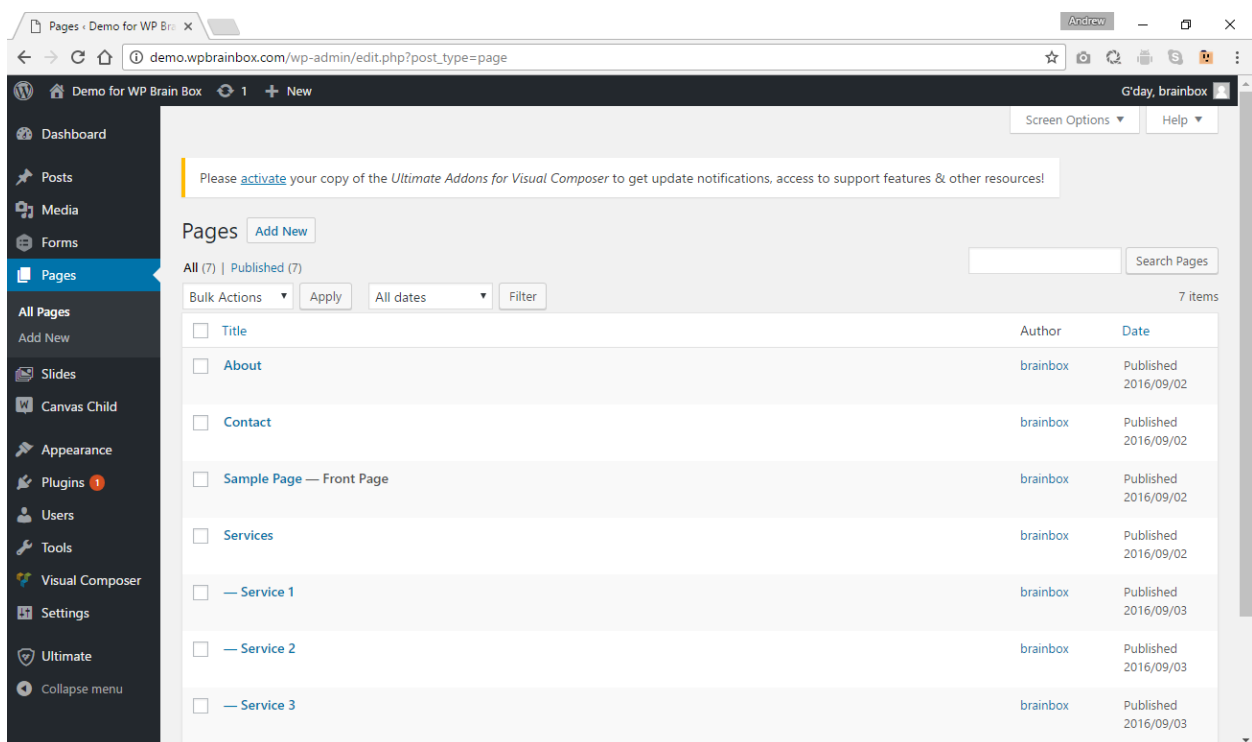 Pages ‹ Demo for WP Bra
Andrew
demo.wpbrainbox.com/wp-admin/edit.php?post_type=page
Demo for WP Brain Box 1 New
G'day, brainbox
Screen Options Help
Dashboard
Posts
Media
Forms
Pages
All Pages
Add New
Slides
Canvas Child
Appearance
Plugins 1
Users
Tools
Visual Composer
Settings
Ultimate
Collapse menu
Please activate your copy of the Ultimate Addons for Visual Composer to get update notifications, access to support features & other resources!
Pages Add New
All (7) | Published (7)
Search Pages
Bulk Actions Apply All dates Filter
7 items
Title Author Date
About brainbox Published
2016/09/02
Contact brainbox Published
2016/09/02
Sample Page — Front Page brainbox Published
2016/09/02
Services brainbox Published
2016/09/02
— Service 1 brainbox Published
2016/09/03
— Service 2 brainbox Published
2016/09/03
— Service 3 brainbox Published
2016/09/03